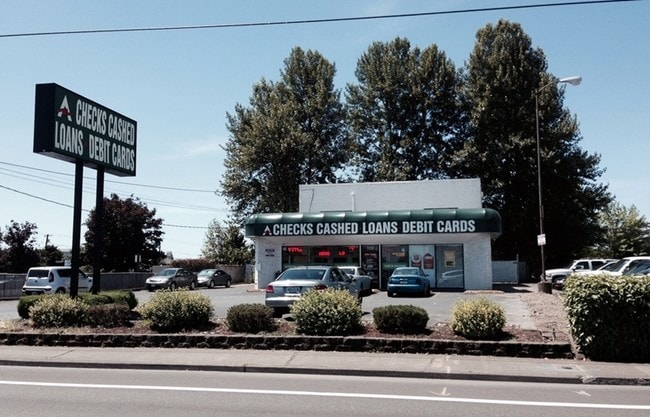 CHECKS CASHED
LOANS DEBIT CARDS
CHECKS CASHED LOANS DEBIT CARDS